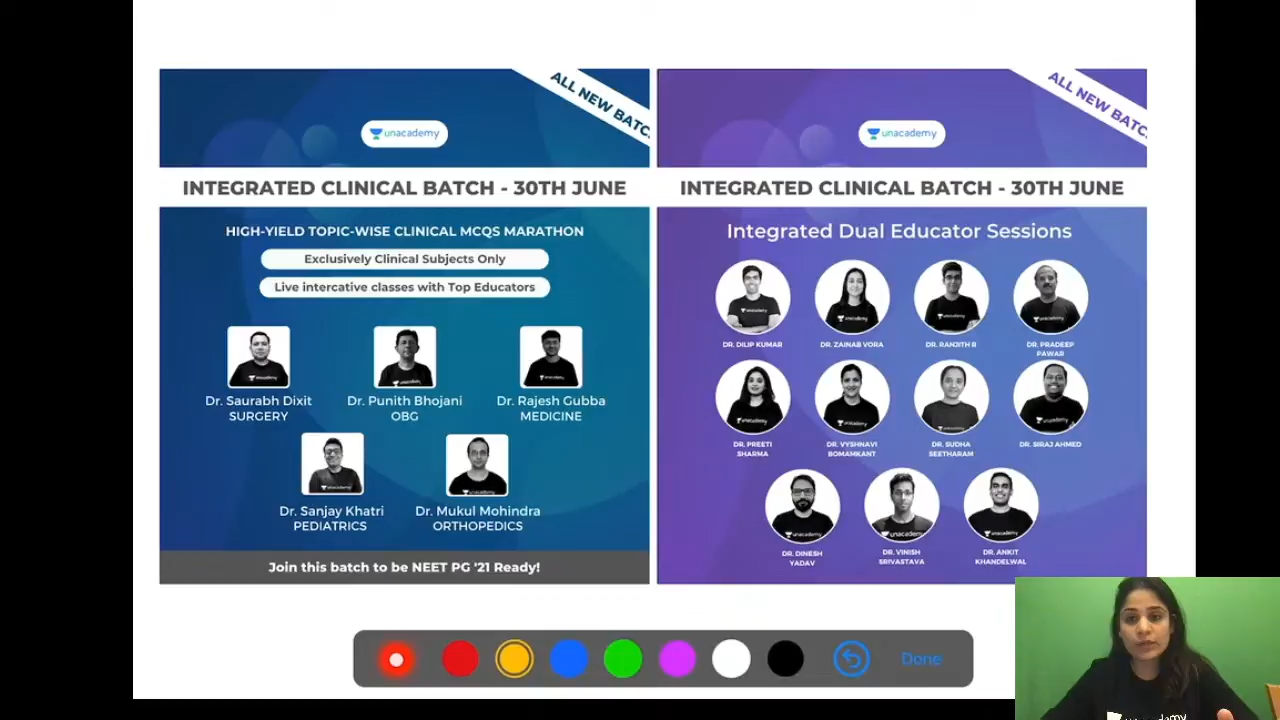 ALL NEW BATC
unacademy
INTEGRATED CLINICAL BATCH - 30TH JUNE
HIGH-YIELD TOPIC-WISE CLINICAL MCQS MARATHON
Exclusively Clinical Subjects Only
Live intercative classes with Top Educators
Dr. Saurabh Dixit
SURGERY
Dr. Punith Bhojani
OBG
Dr. Rajesh Gubba
MEDICINE
Dr. Sanjay Khatri
PEDIATRICS
Dr. Mukul Mohindra
ORTHOPEDICS
Join this batch to be NEET PG '21 Ready!
ALL NEW BATC
unacademy
INTEGRATED CLINICAL BATCH - 30TH JUNE
Integrated Dual Educator Sessions
DR. DILIP KUMAR
DR. ZAINAB VORA
DR. RANJITH R
DR. PRADEEP
PAWAR
DR. PREETI
SHARMA
DR. VYSHNAVI
BOMAMKANT
DR. SUDHA
SEETHARAM
DR. SIRAJ AHMED
DR. DINESH
YADAV
DR. VINISH
SRIVASTAVA
DR. ANKIT
KHANDELWAL
Done
unacademy